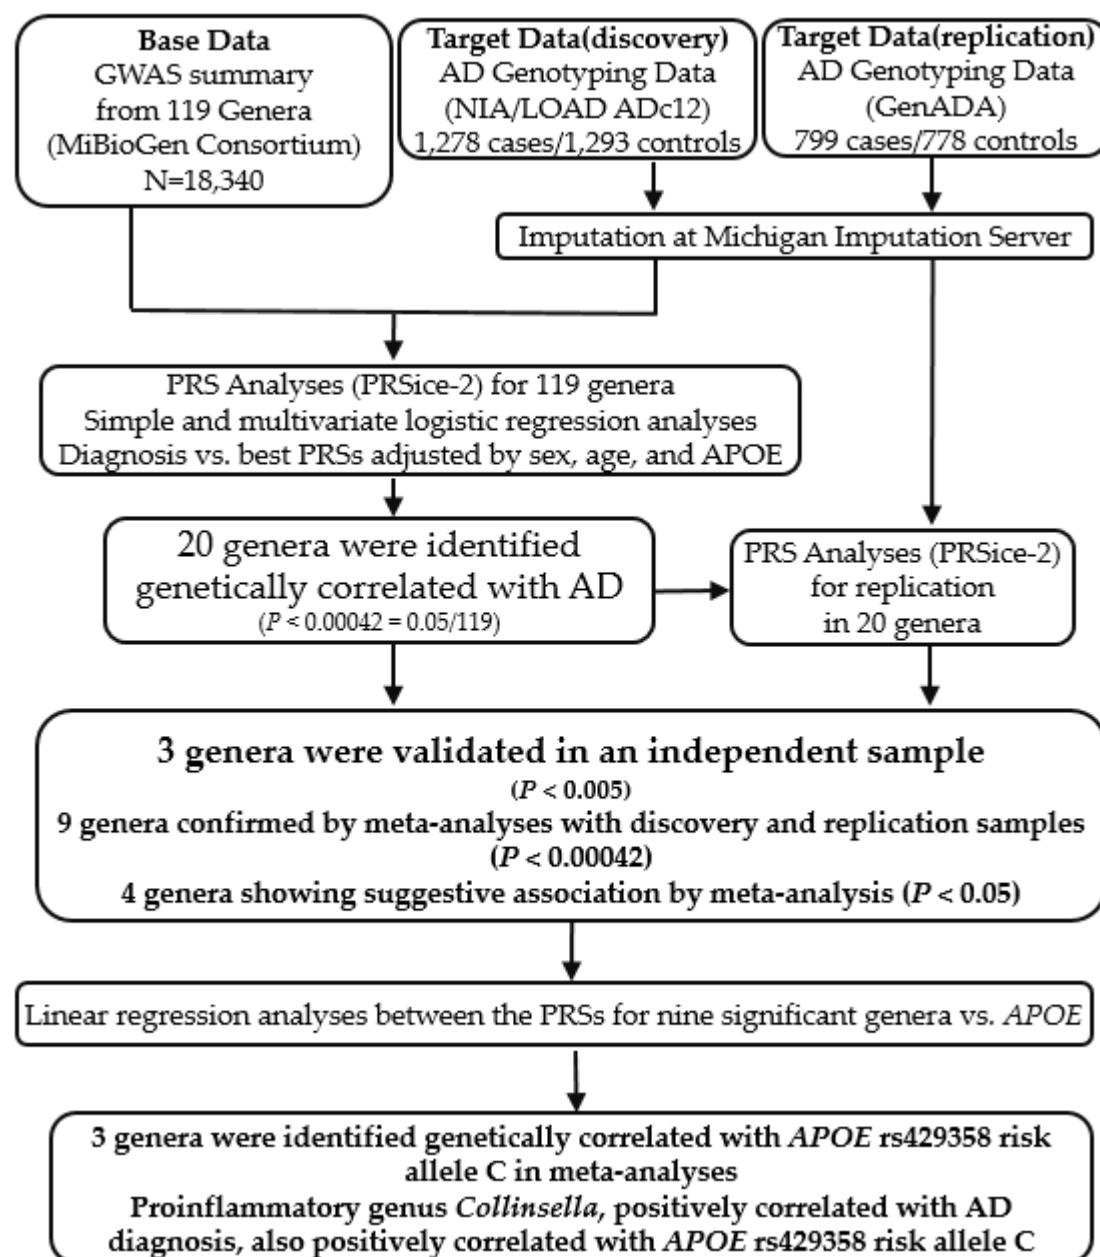 Base Data
GWAS summary
from 119 Genera
(MiBioGen Consortium)
N=18,340
Target Data(discovery)
AD Genotyping Data
(NIA/LOAD ADc12)
1,278 cases/1,293 controls
Target Data(replication)
AD Genotyping Data
(GenADA)
799 cases/778 controls
Imputation at Michigan Imputation Server
PRS Analyses (PRSice-2) for 119 genera
Simple and multivariate logistic regression analyses
Diagnosis vs. best PRSs adjusted by sex, age, and APOE
20 genera were identified
genetically correlated with AD
(P < 0.00042 = 0.05/119)
PRS Analyses (PRSice-2)
for replication
in 20 genera
3 genera were validated in an independent sample
(P < 0.005)
9 genera confirmed by meta-analyses with discovery and replication samples
(P < 0.00042)
4 genera showing suggestive association by meta-analysis (P < 0.05)
Linear regression analyses between the PRSs for nine significant genera vs. APOE
3 genera were identified genetically correlated with APOE rs429358 risk
allele C in meta-analyses
Proinflammatory genus Collinsella, positively correlated with AD
diagnosis, also positively correlated with APOE rs429358 risk allele C